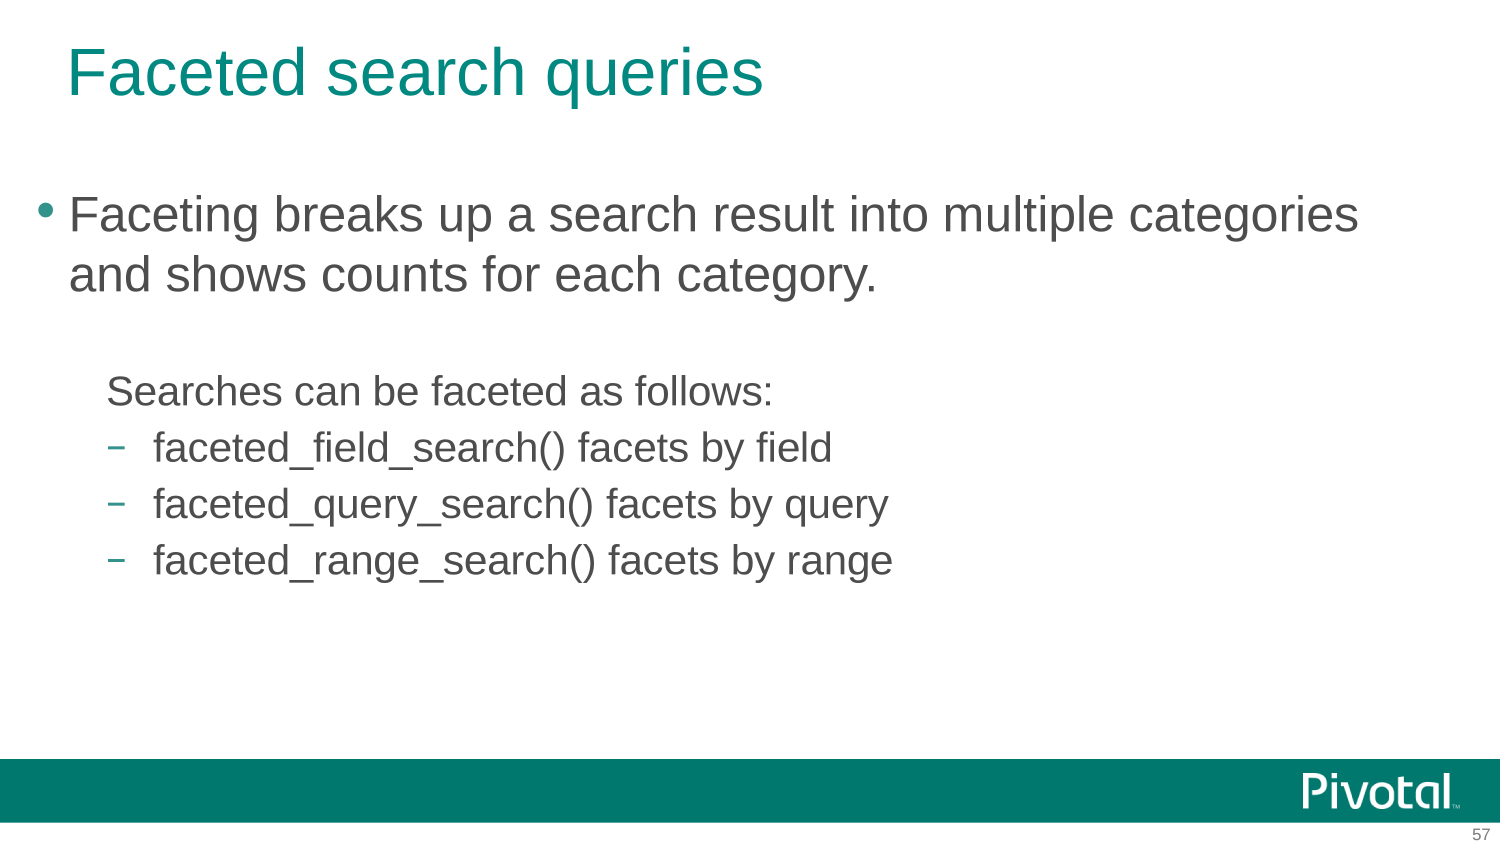 Faceted search queries
• Faceting breaks up a search result into multiple categories
and shows counts for each category.
Searches can be faceted as follows:
– faceted_field_search() facets by field
– faceted_query_search() facets by query
– faceted_range_search() facets by range
Pivotal™
57